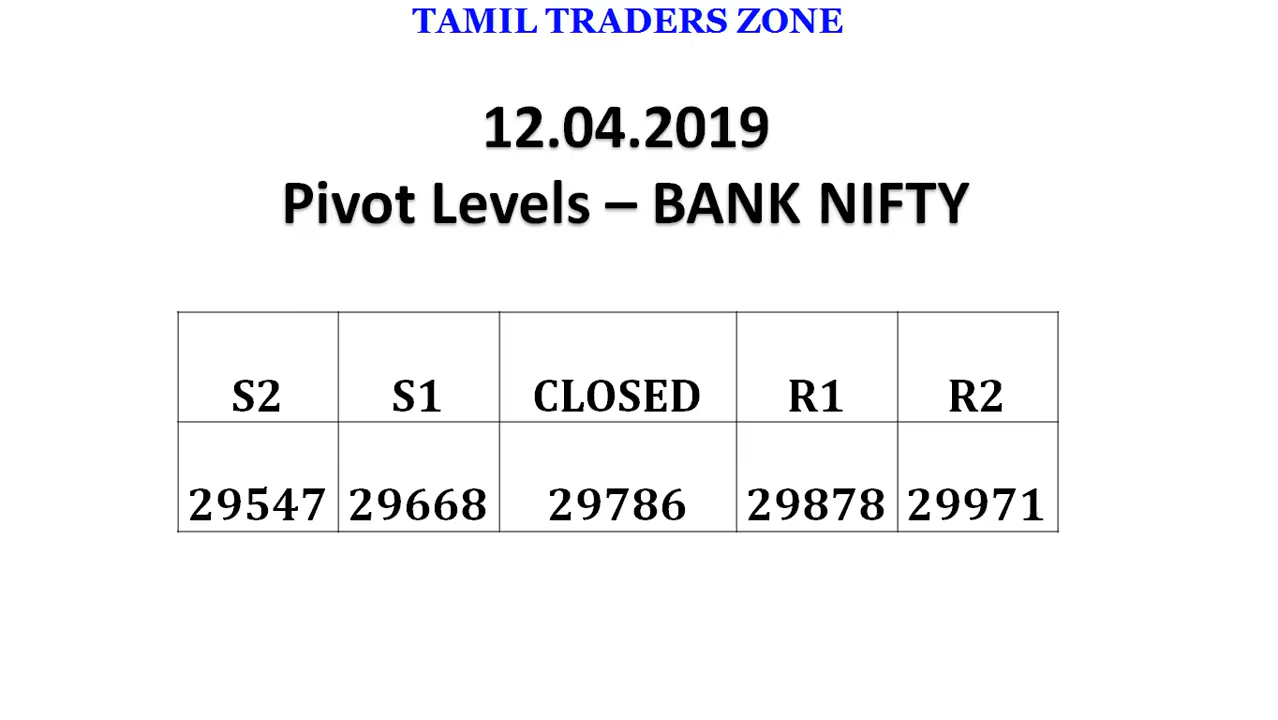 TAMIL TRADERS ZONE
12.04.2019
Pivot Levels – BANK NIFTY
S2 S1 CLOSED R1 R2
29547 29668 29786 29878 29971